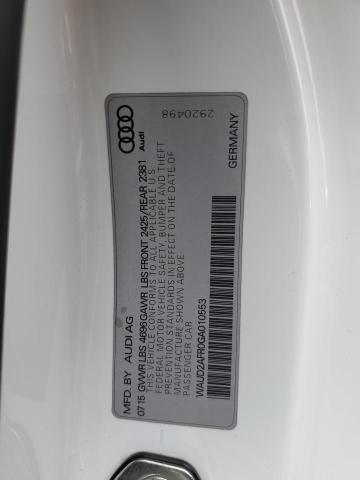 MFD. BY AUDI AG
0715 GVWR LBS 4696 GAWR LBS FRONT 2425/REAR 2381
THIS VEHICLE CONFORMS TO ALL APPLICABLE U.S.
FEDERAL MOTOR VEHICLE SAFETY, BUMPER AND THEFT
PREVENTION STANDARDS IN EFFECT ON THE DATE OF
MANUFACTURE SHOWN ABOVE.
PASSENGER CAR
WAUD2AFR0GA010553
GERMANY
Audi
2920498